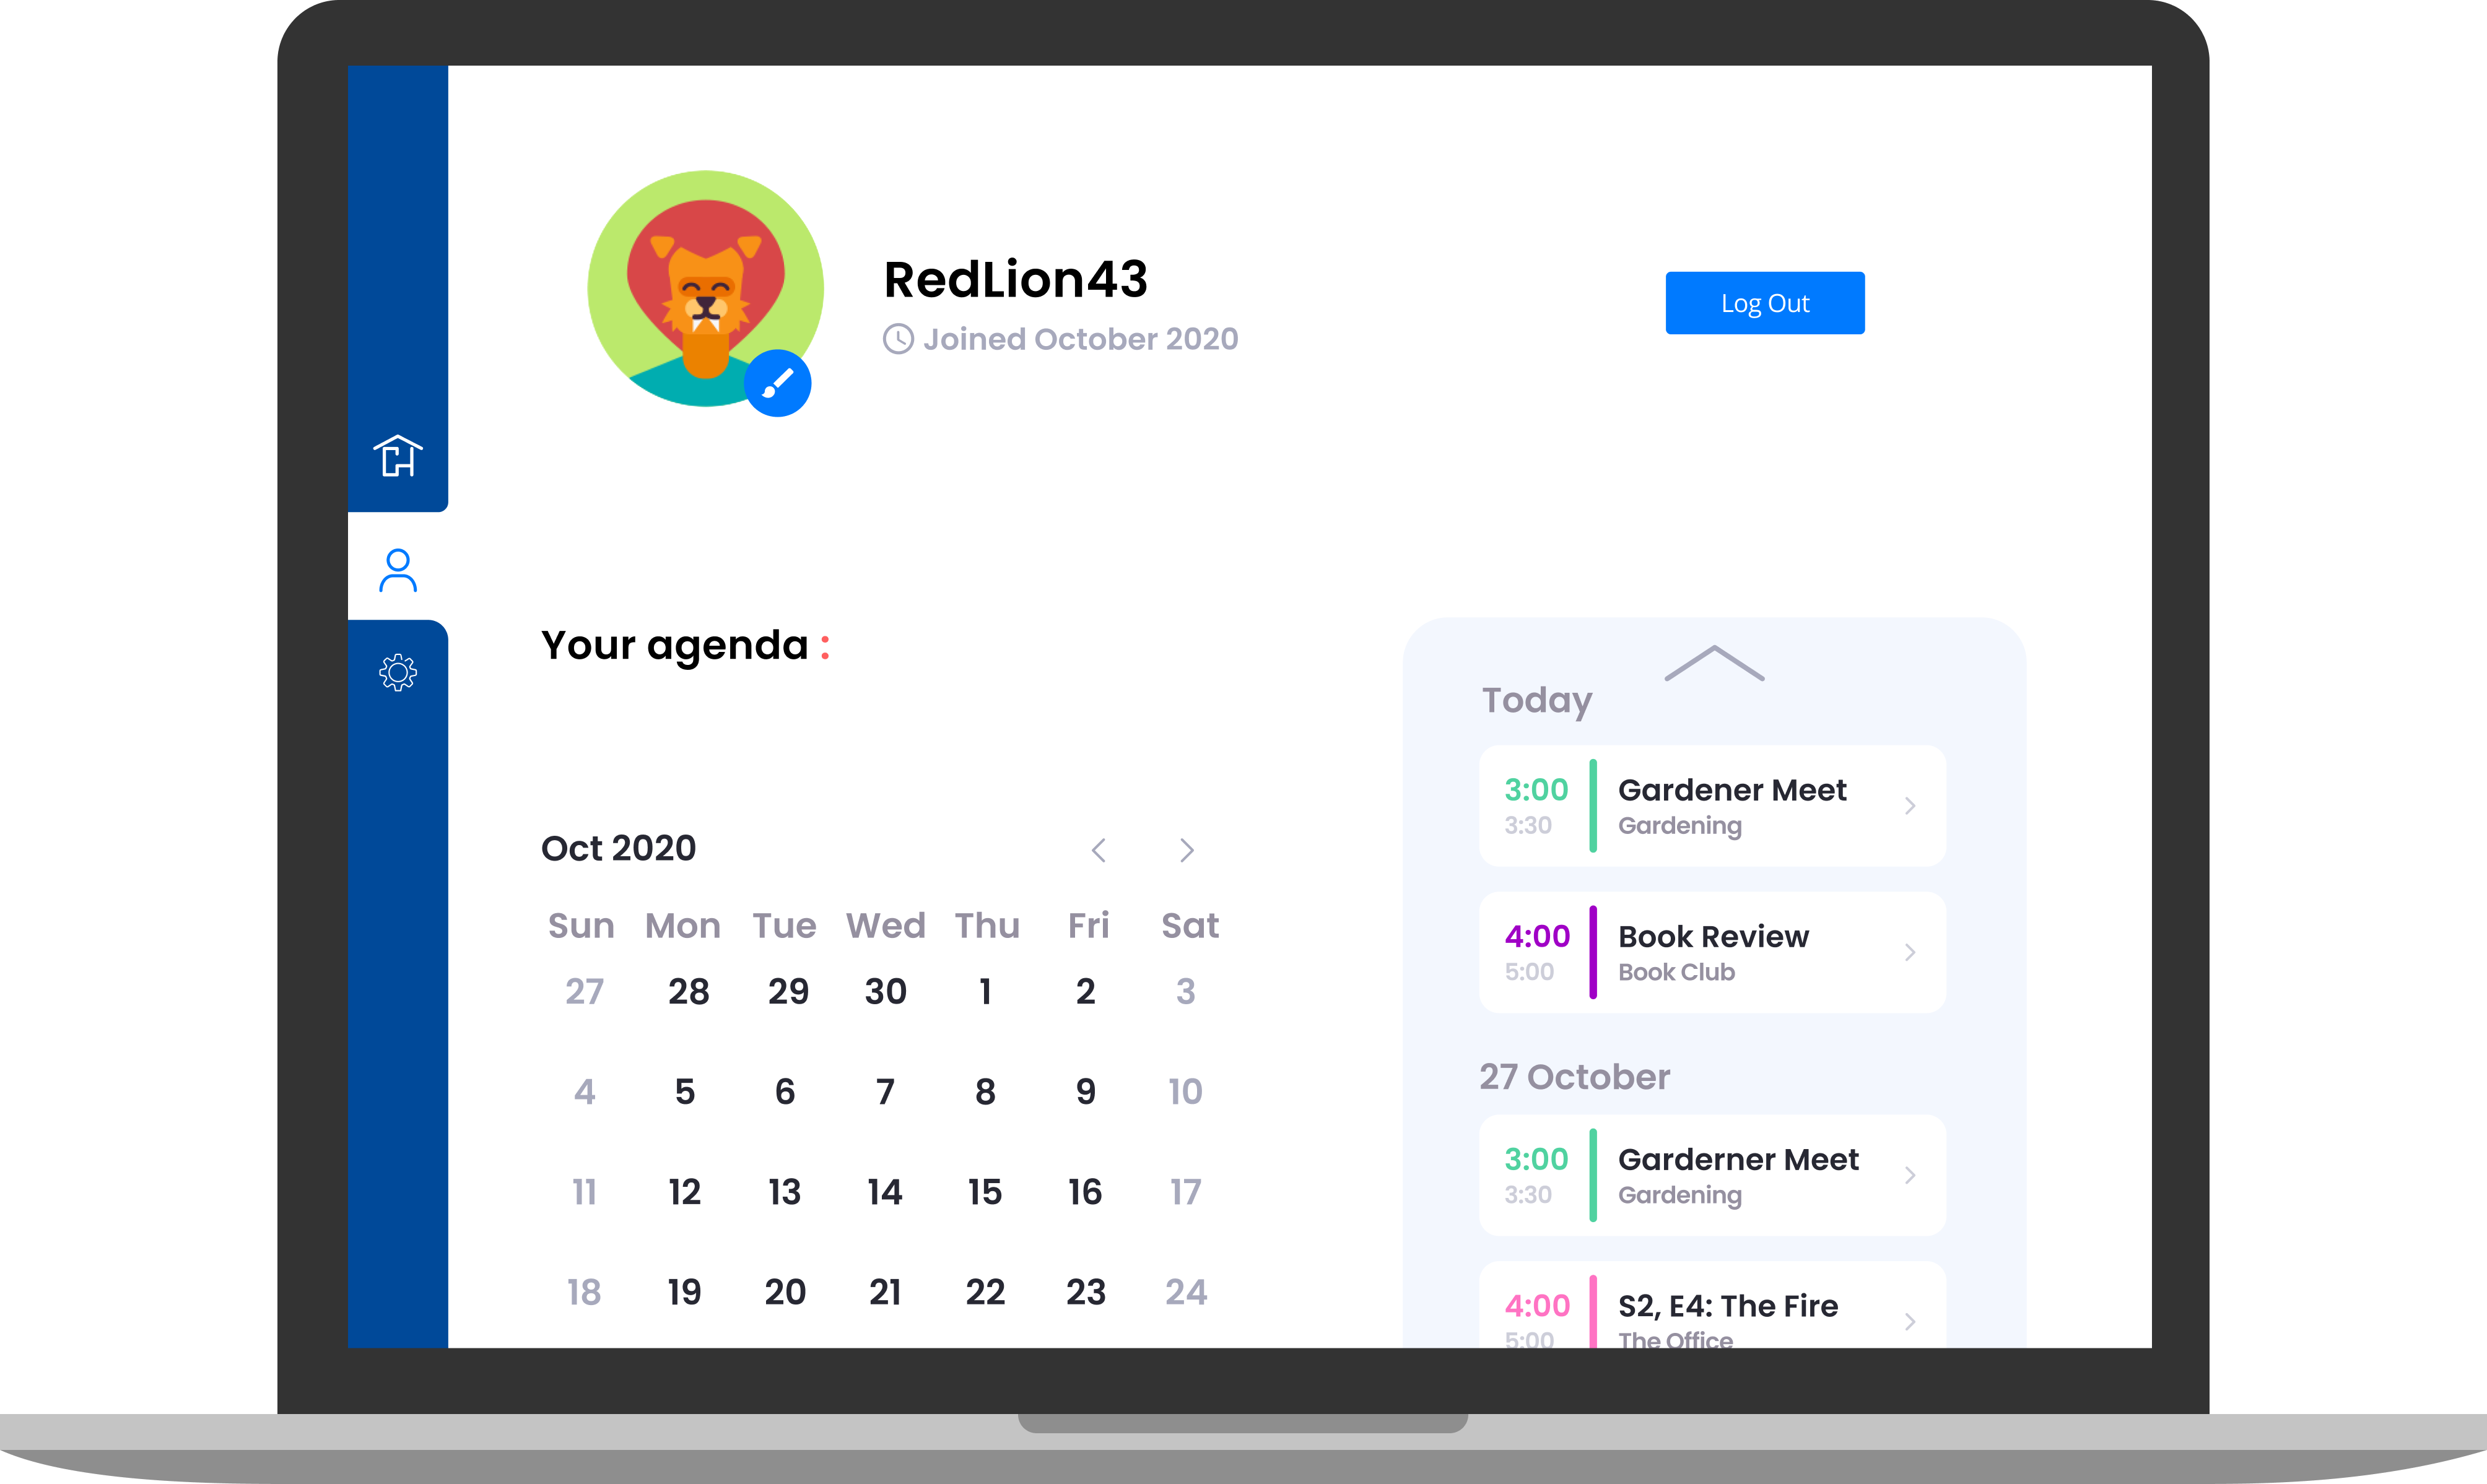 RedLion43
Joined October 2020
Log Out
Your agenda :
Oct 2020
Sun Mon Tue Wed Thu Fri Sat
27 28 29 30 1 2 3
4 5 6 7 8 9 10
11 12 13 14 15 16 17
18 19 20 21 22 23 24
Today
3:00 Gardener Meet
3:30 Gardening
4:00 Book Review
5:00 Book Club
27 October
3:00 Garderner Meet
3:30 Gardening
4:00 S2, E4: The Fire
5:00 The Office